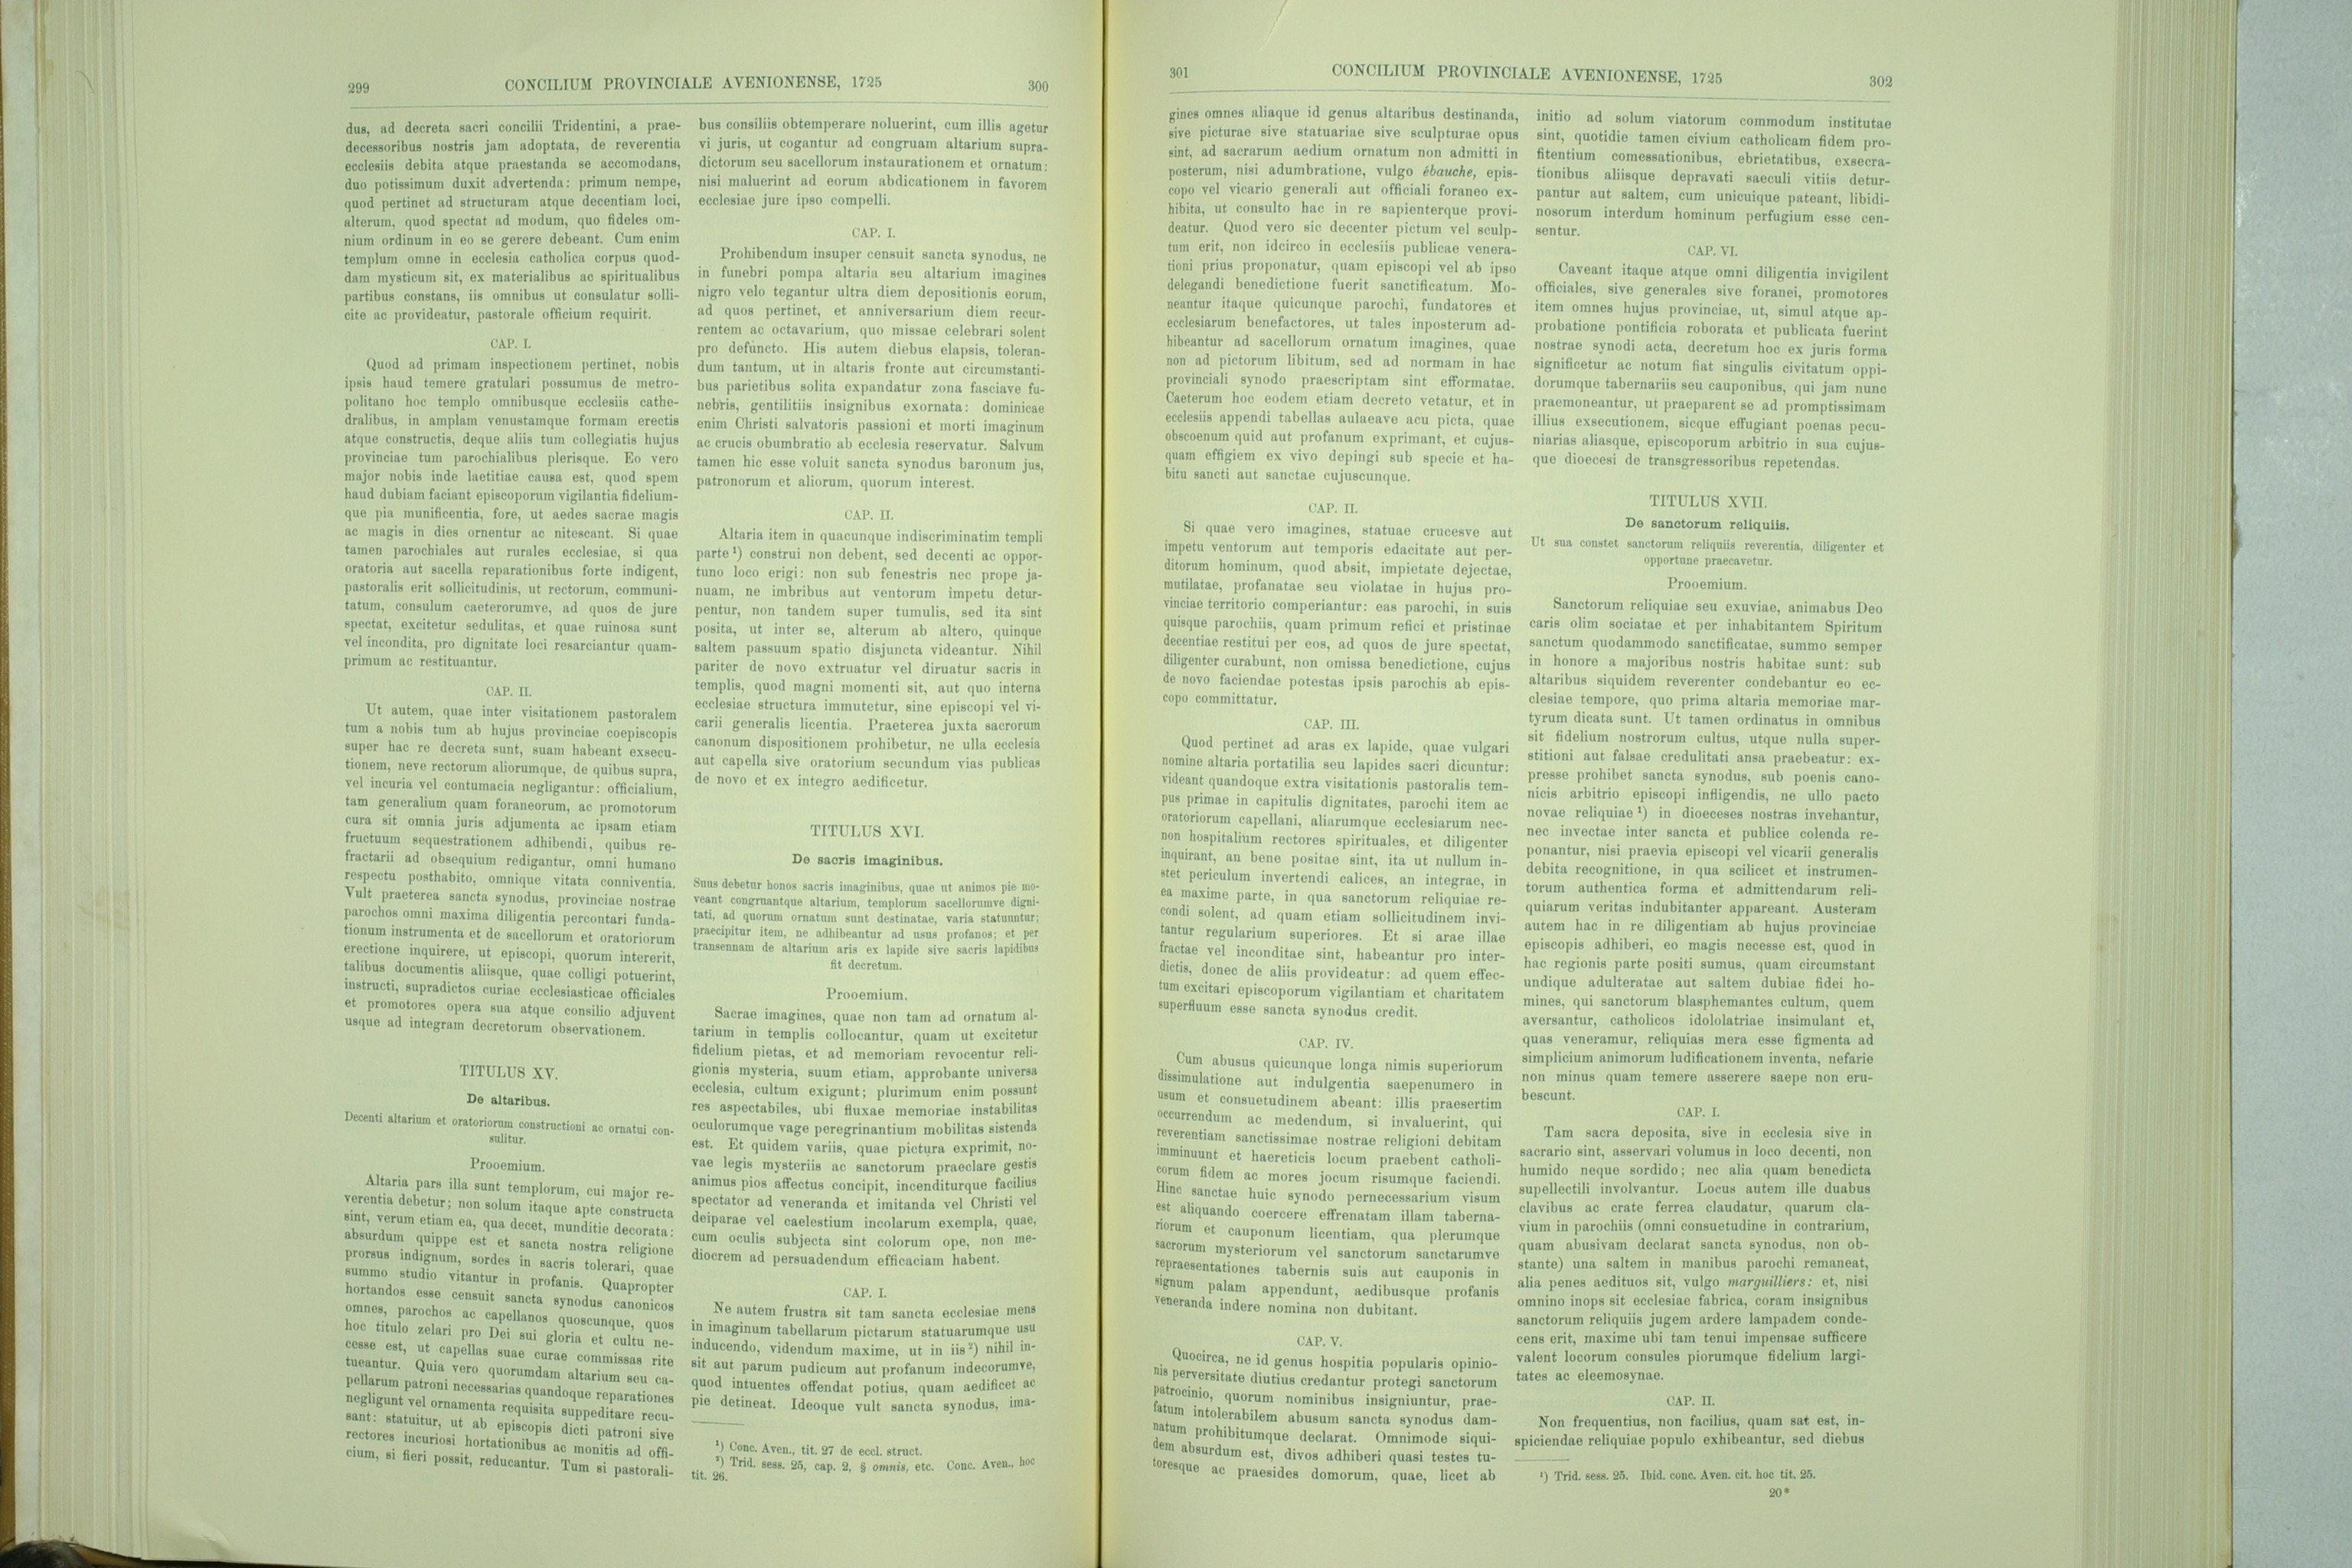 299
CONCILIUM PROVINCIALE AVENIONENSE, 1725
300
dus, ad decreta sacri concilii Tridentini, a prae-
decessoribus nostris jam adoptata, de reverentia
ecclesiis debita atque praestanda se accomodans,
duo potissimum duxit advertenda: primum nempe,
quod pertinet ad structuram atque decentiam loci,
alterum, quod spectat ad modum, quo fideles om-
nium ordinum in eo se gerere debeant. Cum enim
templum omne in ecclesia catholica corpus quod-
dam mysticum sit, ex materialibus ac spiritualibus
partibus constans, iis omnibus ut consulatur solli-
cite ac provideatur, pastorale officium requirit.
CAP. I.
Quod ad primam inspectionem pertinet, nobis
ipsis haud temere gratulari possumus de metro-
politano hoc templo omnibusque ecclesiis cathe-
dralibus, in amplam venustamque formam erectis
atque constructis, deque aliis tum collegiatis hujus
provinciae tum parochialibus plerisque. Eo vero
major nobis inde laetitiae causa est, quod spem
haud dubiam faciant episcoporum vigilantia fidelium-
que pia munificentia, fore, ut aedes sacrae magis
ac magis in dies ornentur ac nitescant. Si quae
tamen parochiales aut rurales ecclesiae, si qua
oratoria aut sacella reparationibus forte indigent,
pastoralis erit sollicitudinis, ut rectorum, communi-
tatum, consulum caeterorumve, ad quos de jure
spectat, excitetur sedulitas, et quae ruinosa sunt
vel incondita, pro dignitate loci resarciantur quam-
primum ac restituantur.
CAP. II.
Ut autem, quae inter visitationem pastoralem
tum a nobis tum ab hujus provinciae coepiscopis
super hac re decreta sunt, suam habeant exsecu-
tionem, neve rectorum aliorumque, de quibus supra,
vel incuria vel contumacia negligantur: officialium,
tam generalium quam foraneorum, ac promotorum
cura sit omnia juris adjumenta ac ipsam etiam
fructuum sequestrationem adhibendi, quibus re-
fractarii ad obsequium redigantur, omni humano
respectu posthabito, omnique vitata conniventia.
Vult praeterea sancta synodus, provinciae nostrae
parochos omni maxima diligentia percontari funda-
tionum instrumenta et de sacellorum et oratoriorum
erectione inquirere, ut episcopi, quorum intererit,
talibus documentis aliisque, quae colligi potuerint,
instructi, supradictos curiae ecclesiasticae officiales
et promotores opera sua atque consilio adjuvent
usque ad integram decretorum observationem.
TITULUS XV.
De altaribus.
Decenti altarium et oratoriorum constructioni ac ornatui con-
sulitur.
Prooemium.
Altaria pars illa sunt templorum, cui major re-
verentia debetur; non solum itaque apte constructa
sint, verum etiam ea, qua decet, munditie decorata:
absurdum quippe est et sancta nostra religione
prorsus indignum, sordes in sacris tolerari, quae
summo studio vitantur in profanis. Quapropter
hortandos esse censuit sancta synodus canonicos
omnes, parochos ac capellanos quoscunque, quos
hoc titulo zelari pro Dei sui gloria et cultu ne-
cesse est, ut capellas suae curae commissas rite
tueantur. Quia vero quorumdam altarium seu ca-
pellarum patroni necessarias quandoque reparationes
negligunt vel ornamenta requisita suppeditare recu-
sant: statuitur, ut ab episcopis dicti patroni sive
rectores incuriosi hortationibus ac monitis ad offi-
cium, si fieri possit, reducantur. Tum si pastorali-
bus consiliis obtemperare noluerint, cum illis agetur
vi juris, ut cogantur ad congruam altarium supra-
dictorum seu sacellorum instaurationem et ornatum:
nisi maluerint ad eorum abdicationem in favorem
ecclesiae jure ipso compelli.
CAP. I.
Prohibendum insuper censuit sancta synodus, ne
in funebri pompa altaria seu altarium imagines
nigro velo tegantur ultra diem depositionis eorum,
ad quos pertinet, et anniversarium diem recur-
rentem ac octavarium, quo missae celebrari solent
pro defuncto. His autem diebus elapsis, toleran-
dum tantum, ut in altaris fronte aut circumstanti-
bus parietibus solita expandatur zona fasciave fu-
nebris, gentilitiis insignibus exornata: dominicae
enim Christi salvatoris passioni et morti imaginum
ac crucis obumbratio ab ecclesia reservatur. Salvum
tamen hic esse voluit sancta synodus baronum jus,
patronorum et aliorum, quorum interest.
CAP. II.
Altaria item in quacunque indiscriminatim templi
parte ¹) construi non debent, sed decenti ac oppor-
tuno loco erigi: non sub fenestris nec prope ja-
nuam, ne imbribus aut ventorum impetu detur-
pentur, non tandem super tumulis, sed ita sint
posita, ut inter se, alterum ab altero, quinque
saltem passuum spatio disjuncta videantur. Nihil
pariter de novo extruatur vel diruatur sacris in
templis, quod magni momenti sit, aut quo interna
ecclesiae structura immutetur, sine episcopi vel vi-
carii generalis licentia. Praeterea juxta sacrorum
canonum dispositionem prohibetur, ne ulla ecclesia
aut capella sive oratorium secundum vias publicas
de novo et ex integro aedificetur.
TITULUS XVI.
De sacris imaginibus.
Suus debetur honos sacris imaginibus, quae ut animos pie mo-
veant congruantque altarium, templorum sacellorumve digni-
tati, ad quorum ornatum sunt destinatae, varia statuuntur;
praecipitur item, ne adhibeantur ad usus profanos; et per
transennam de altarium aris ex lapide sive sacris lapidibus
fit decretum.
Prooemium.
Sacrae imagines, quae non tam ad ornatum al-
tarium in templis collocantur, quam ut excitetur
fidelium pietas, et ad memoriam revocentur reli-
gionis mysteria, suum etiam, approbante universa
ecclesia, cultum exigunt; plurimum enim possunt
res aspectabiles, ubi fluxae memoriae instabilitas
oculorumque vage peregrinantium mobilitas sistenda
est. Et quidem variis, quae pictura exprimit, no-
vae legis mysteriis ac sanctorum praeclare gestis
animus pios affectus concipit, incenditurque facilius
spectator ad veneranda et imitanda vel Christi vel
deiparae vel caelestium incolarum exempla, quae,
cum oculis subjecta sint colorum ope, non me-
diocrem ad persuadendum efficaciam habent.
CAP. I.
Ne autem frustra sit tam sancta ecclesiae mens
in imaginum tabellarum pictarum statuarumque usu
inducendo, videndum maxime, ut in iis ²) nihil in-
sit aut parum pudicum aut profanum indecorumve,
quod intuentes offendat potius, quam aedificet ac
pie detineat. Ideoque vult sancta synodus, ima-
¹) Conc. Aven., tit. 27 de eccl. struct.
²) Trid. sess. 25, cap. 2, § omnis, etc. Conc. Aven., hoc
tit. 26.
301
CONCILIUM PROVINCIALE AVENIONENSE, 1725
302
gines omnes aliaque id genus altaribus destinanda,
sive picturae sive statuariae sive sculpturae opus
sint, ad sacrarum aedium ornatum non admitti in
posterum, nisi adumbratione, vulgo ébauche, epis-
copo vel vicario generali aut officiali foraneo ex-
hibita, ut consulto hac in re sapienterque provi-
deatur. Quod vero sic decenter pictum vel sculp-
tum erit, non idcirco in ecclesiis publicae venera-
tioni prius proponatur, quam episcopi vel ab ipso
delegandi benedictione fuerit sanctificatum. Mo-
neantur itaque quicunque parochi, fundatores et
ecclesiarum benefactores, ut tales inposterum ad-
hibeantur ad sacellorum ornatum imagines, quae
non ad pictorum libitum, sed ad normam in hac
provinciali synodo praescriptam sint efformatae.
Caeterum hoc eodem etiam decreto vetatur, et in
ecclesiis appendi tabellas aulaeave acu picta, quae
obscoenum quid aut profanum exprimant, et cujus-
quam effigiem ex vivo depingi sub specie et ha-
bitu sancti aut sanctae cujuscunque.
CAP. II.
Si quae vero imagines, statuae crucesve aut
impetu ventorum aut temporis edacitate aut per-
ditorum hominum, quod absit, impietate dejectae,
mutilatae, profanatae seu violatae in hujus pro-
vinciae territorio comperiantur: eas parochi, in suis
quisque parochiis, quam primum refici et pristinae
decentiae restitui per eos, ad quos de jure spectat,
diligenter curabunt, non omissa benedictione, cujus
de novo faciendae potestas ipsis parochis ab epis-
copo committatur.
CAP. III.
Quod pertinet ad aras ex lapide, quae vulgari
nomine altaria portatilia seu lapides sacri dicuntur:
videant quandoque extra visitationis pastoralis tem-
pus primae in capitulis dignitates, parochi item ac
oratoriorum capellani, aliarumque ecclesiarum nec-
non hospitalium rectores spirituales, et diligenter
inquirant, an bene positae sint, ita ut nullum in-
stet periculum invertendi calices, an integrae, in
ea maxime parte, in qua sanctorum reliquiae re-
condi solent, ad quam etiam sollicitudinem invi-
tantur regularium superiores. Et si arae illae
fractae vel inconditae sint, habeantur pro inter-
dictis, donec de aliis provideatur: ad quem effec-
tum excitari episcoporum vigilantiam et charitatem
superfluum esse sancta synodus credit.
CAP. IV.
Cum abusus quicunque longa nimis superiorum
dissimulatione aut indulgentia saepenumero in
usum et consuetudinem abeant: illis praesertim
occurrendum ac medendum, si invaluerint, qui
reverentiam sanctissimae nostrae religioni debitam
imminuunt et haereticis locum praebent catholi-
corum fidem ac mores jocum risumque faciendi.
Hinc sanctae huic synodo pernecessarium visum
est aliquando coercere effrenatam illam taberna-
riorum et cauponum licentiam, qua plerumque
sacrorum mysteriorum vel sanctorum sanctarumve
repraesentationes tabernis suis aut cauponis in
signum palam appendunt, aedibusque profanis
veneranda indere nomina non dubitant.
CAP. V.
Quocirca, ne id genus hospitia popularis opinio-
nis perversitate diutius credantur protegi sanctorum
patrocinio, quorum nominibus insigniuntur, prae-
fatum intolerabilem abusum sancta synodus dam-
natum prohibitumque declarat. Omnimode siqui-
dem absurdum est, divos adhiberi quasi testes tu-
toresque ac praesides domorum, quae, licet ab
initio ad solum viatorum commodum institutae
sint, quotidie tamen civium catholicam fidem pro-
fitentium comessationibus, ebrietatibus, exsecra-
tionibus aliisque depravati saeculi vitiis detur-
pantur aut saltem, cum unicuique pateant, libidi-
nosorum interdum hominum perfugium esse cen-
sentur.
CAP. VI.
Caveant itaque atque omni diligentia invigilent
officiales, sive generales sive foranei, promotores
item omnes hujus provinciae, ut, simul atque ap-
probatione pontificia roborata et publicata fuerint
nostrae synodi acta, decretum hoc ex juris forma
significetur ac notum fiat singulis civitatum oppi-
dorumque tabernariis seu cauponibus, qui jam nunc
praemoneantur, ut praeparent se ad promptissimam
illius exsecutionem, sicque effugiant poenas pecu-
niarias aliasque, episcoporum arbitrio in sua cujus-
que dioecesi de transgressoribus repetendas.
TITULUS XVII.
De sanctorum reliquiis.
Ut sua constet sanctorum reliquiis reverentia, diligenter et
opportune praecavetur.
Prooemium.
Sanctorum reliquiae seu exuviae, animabus Deo
caris olim sociatae et per inhabitantem Spiritum
sanctum quodammodo sanctificatae, summo semper
in honore a majoribus nostris habitae sunt: sub
altaribus siquidem reverenter condebantur eo ec-
clesiae tempore, quo prima altaria memoriae mar-
tyrum dicata sunt. Ut tamen ordinatus in omnibus
sit fidelium nostrorum cultus, utque nulla super-
stitioni aut falsae credulitati ansa praebeatur: ex-
presse prohibet sancta synodus, sub poenis cano-
nicis arbitrio episcopi infligendis, ne ullo pacto
novae reliquiae ¹) in dioeceses nostras invehantur,
nec invectae inter sancta et publice colenda re-
ponantur, nisi praevia episcopi vel vicarii generalis
debita recognitione, in qua scilicet et instrumen-
torum authentica forma et admittendarum reli-
quiarum veritas indubitanter appareant. Austeram
autem hac in re diligentiam ab hujus provinciae
episcopis adhiberi, eo magis necesse est, quod in
hac regionis parte positi sumus, quam circumstant
undique adulteratae aut saltem dubiae fidei ho-
mines, qui sanctorum blasphemantes cultum, quem
aversantur, catholicos idololatriae insimulant et,
quas veneramur, reliquias mera esse figmenta ad
simplicium animorum ludificationem inventa, nefarie
non minus quam temere asserere saepe non eru-
bescunt.
CAP. I.
Tam sacra deposita, sive in ecclesia sive in
sacrario sint, asservari volumus in loco decenti, non
humido neque sordido; nec alia quam benedicta
supellectili involvantur. Locus autem ille duabus
clavibus ac crate ferrea claudatur, quarum cla-
vium in parochiis (omni consuetudine in contrarium,
quam abusivam declarat sancta synodus, non ob-
stante) una saltem in manibus parochi remaneat,
alia penes aedituos sit, vulgo marguilliers: et, nisi
omnino inops sit ecclesiae fabrica, coram insignibus
sanctorum reliquiis jugem ardere lampadem conde-
cens erit, maxime ubi tam tenui impensae sufficere
valent locorum consules piorumque fidelium largi-
tates ac eleemosynae.
CAP. II.
Non frequentius, non facilius, quam sat est, in-
spiciendae reliquiae populo exhibeantur, sed diebus
¹) Trid. sess. 25. Ibid. conc. Aven. cit. hoc tit. 25.
20*